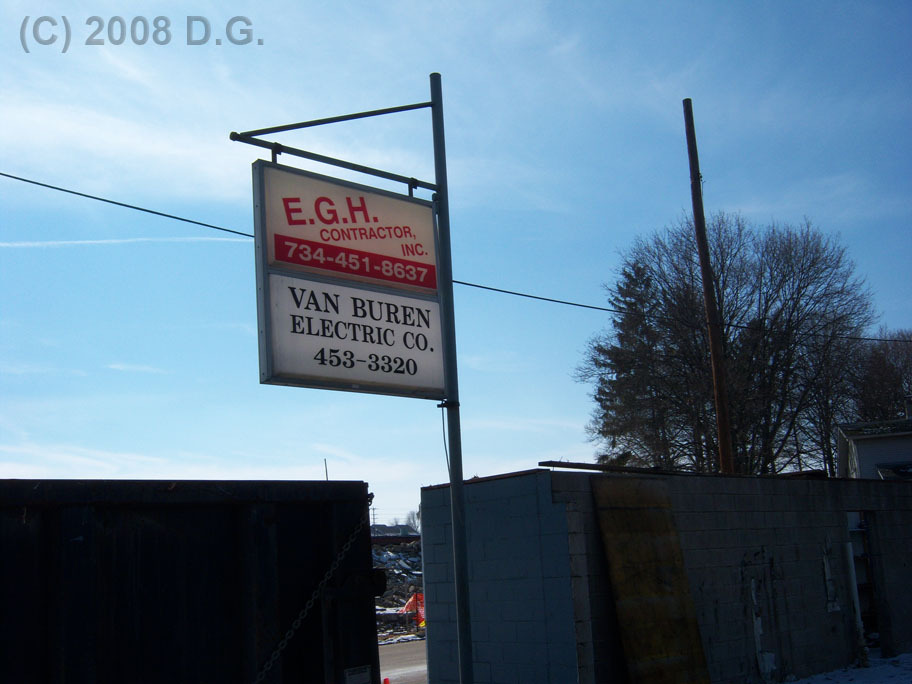 (C) 2008 D.G.
E.G.H.
CONTRACTOR,
INC.
734-451-8637
VAN BUREN
ELECTRIC CO.
453-3320